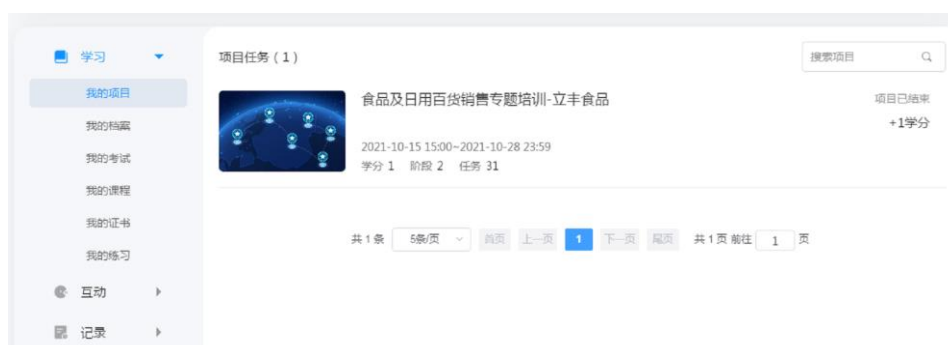 学习
我的项目
我的档案
我的考试
我的课程
我的证书
我的练习
互动
记录
项目任务（1）
搜索项目
食品及日用百货销售专题培训-立丰食品
项目已结束
+1学分
2021-10-15 15:00~2021-10-28 23:59
学分 1 阶段 2 任务 31
共 1 条 5条/页 首页 上一页 1 下一页 尾页 共 1 页 前往 1 页